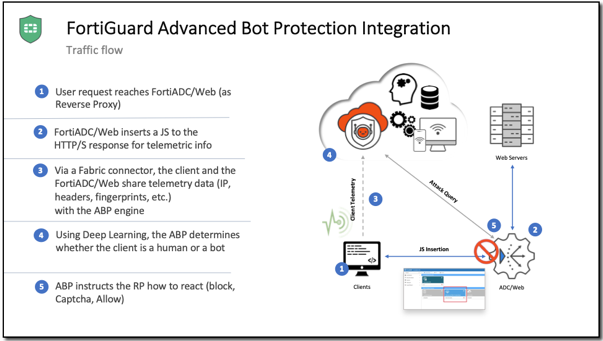 FortiGuard Advanced Bot Protection Integration
Traffic flow
1
User request reaches FortiADC/Web (as
Reverse Proxy)
2
FortiADC/Web inserts a JS to the
HTTP/S response for telemetric info
3
Via a Fabric connector, the client and the
FortiADC/Web share telemetry data (IP,
headers, fingerprints, etc.)
with the ABP engine
4
Using Deep Learning, the ABP determines
whether the client is a human or a bot
5
ABP instructs the RP how to react (block,
Captcha, Allow)
4
Web Servers
Client Telemetry
3
Attack Query
5
2
JS Insertion
1
</>
Clients
ADC/Web